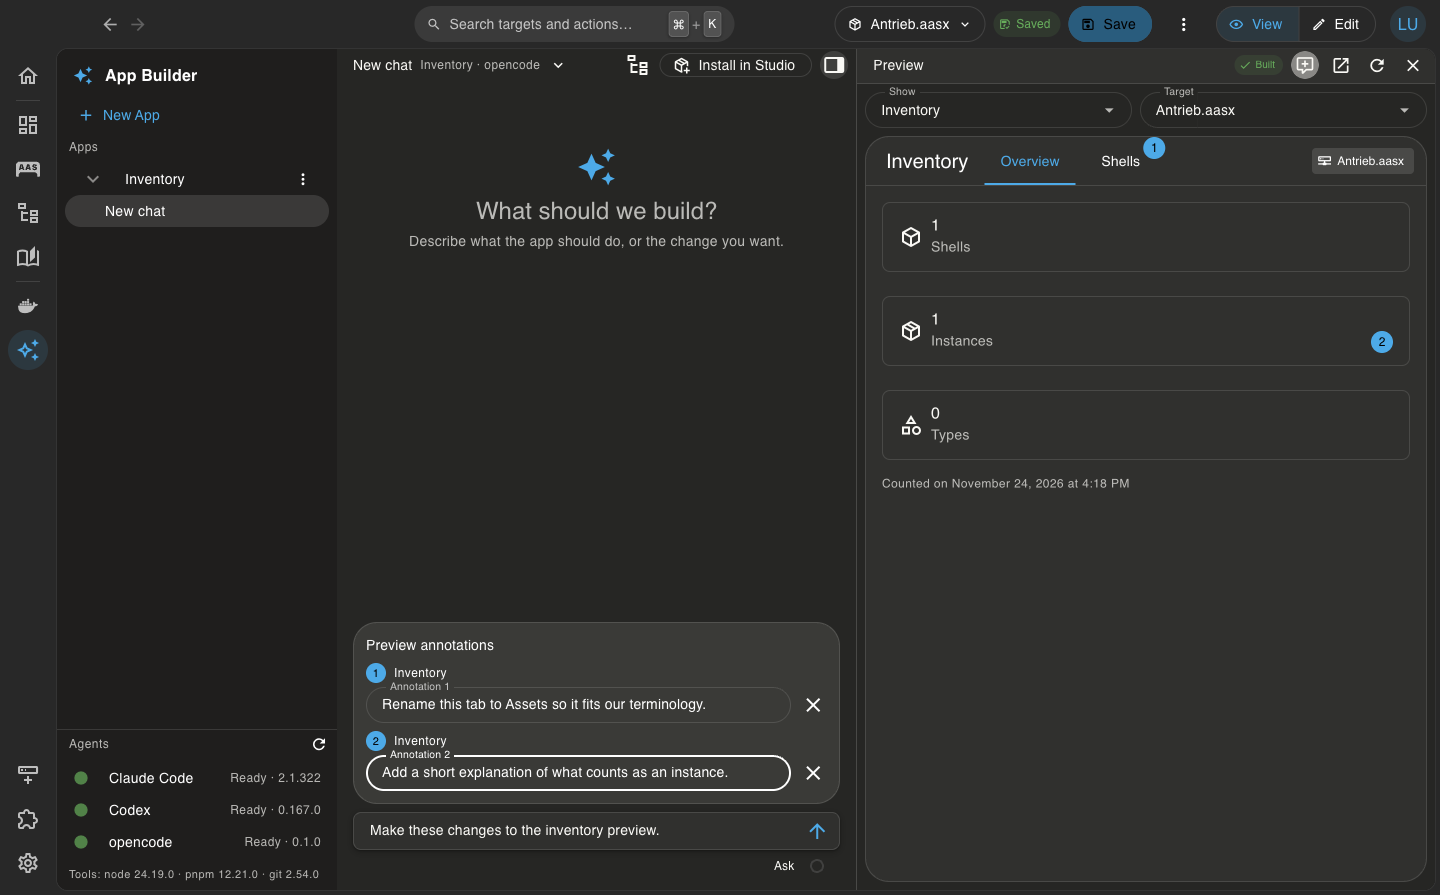 Search targets and actions…
⌘ + K
Antrieb.aasx
Saved
Save
View
Edit
LU
AAS
App Builder
New App
Apps
Inventory
New chat
Agents
Claude Code Ready · 2.1.322
Codex Ready · 0.167.0
opencode Ready · 0.1.0
Tools: node 24.19.0 · pnpm 12.21.0 · git 2.54.0
New chat Inventory · opencode
Install in Studio
What should we build?
Describe what the app should do, or the change you want.
Preview annotations
1 Inventory
Annotation 1
Rename this tab to Assets so it fits our terminology.
2 Inventory
Annotation 2
Add a short explanation of what counts as an instance.
Make these changes to the inventory preview.
Ask
Preview
Built
Show
Inventory
Target
Antrieb.aasx
Inventory
Overview
Shells
1
Antrieb.aasx
1
Shells
1
Instances
2
0
Types
Counted on November 24, 2026 at 4:18 PM